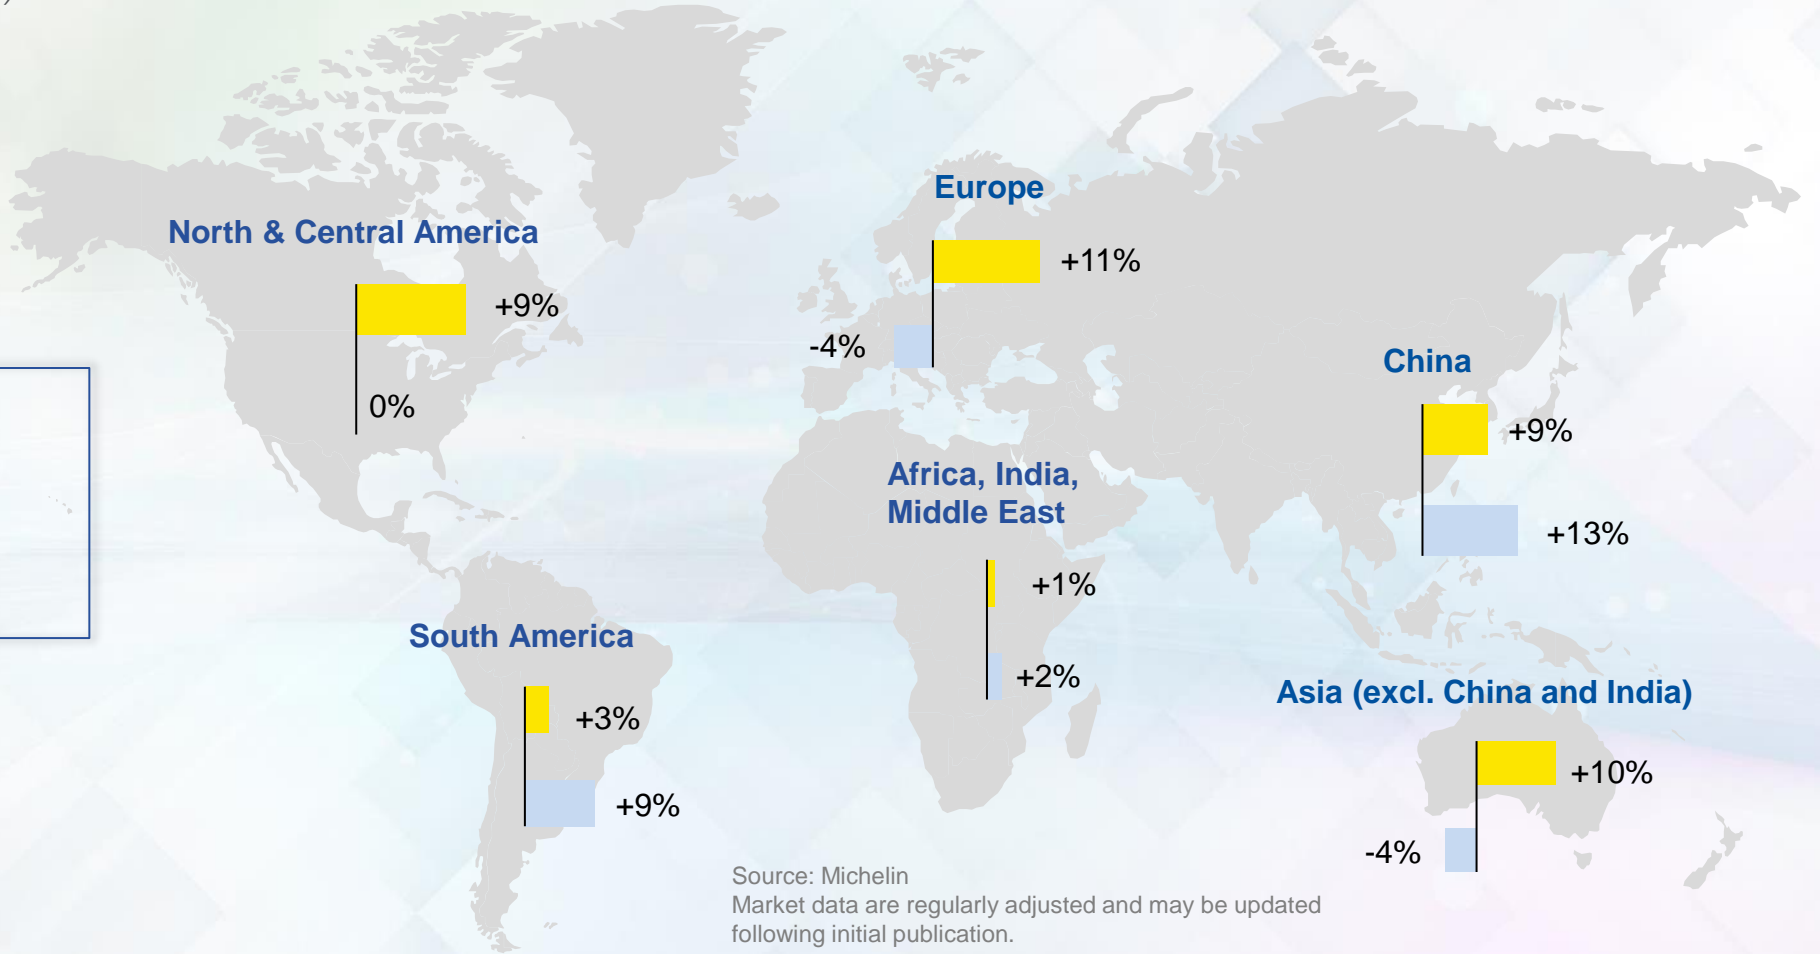 )
Europe
+11%
-4%
North & Central America
+9%
0%
China
+9%
+13%
Africa, India,
Middle East
+1%
+2%
South America
+3%
+9%
Asia (excl. China and India)
+10%
-4%
Source: Michelin
Market data are regularly adjusted and may be updated
following initial publication.